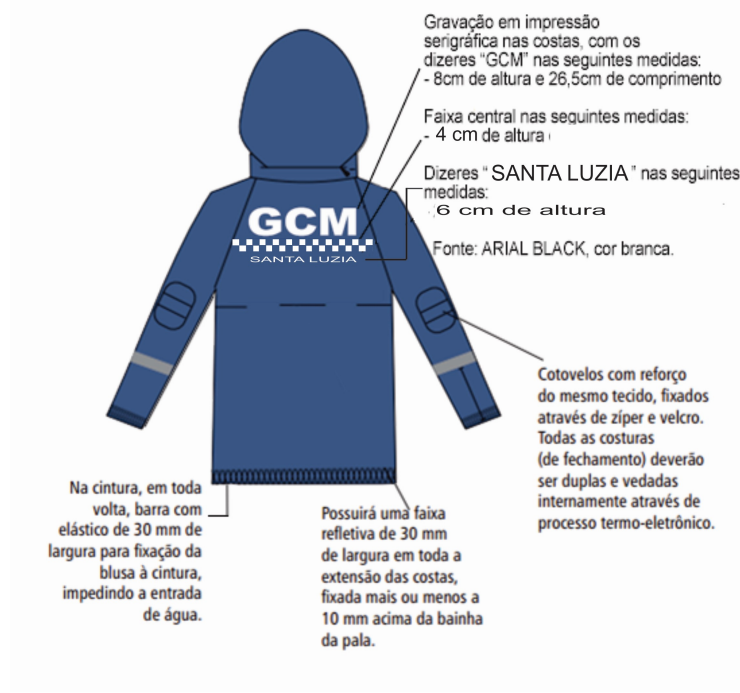 Gravação em impressão
serigráfica nas costas, com os
dizeres “GCM” nas seguintes medidas:
- 8cm de altura e 26,5cm de comprimento
Faixa central nas seguintes medidas:
- 4 cm de altura
Dizeres “ SANTA LUZIA ” nas seguintes
medidas:
6 cm de altura
Fonte: ARIAL BLACK, cor branca.
GCM
SANTA LUZIA
Cotovelos com reforço
do mesmo tecido, fixados
através de zíper e velcro.
Todas as costuras
(de fechamento) deverão
ser duplas e vedadas
internamente através de
processo termo-eletrônico.
Na cintura, em toda
volta, barra com
elástico de 30 mm de
largura para fixação da
blusa à cintura,
impedindo a entrada
de água.
Possuirá uma faixa
refletiva de 30 mm
de largura em toda a
extensão das costas,
fixada mais ou menos a
10 mm acima da bainha
da pala.